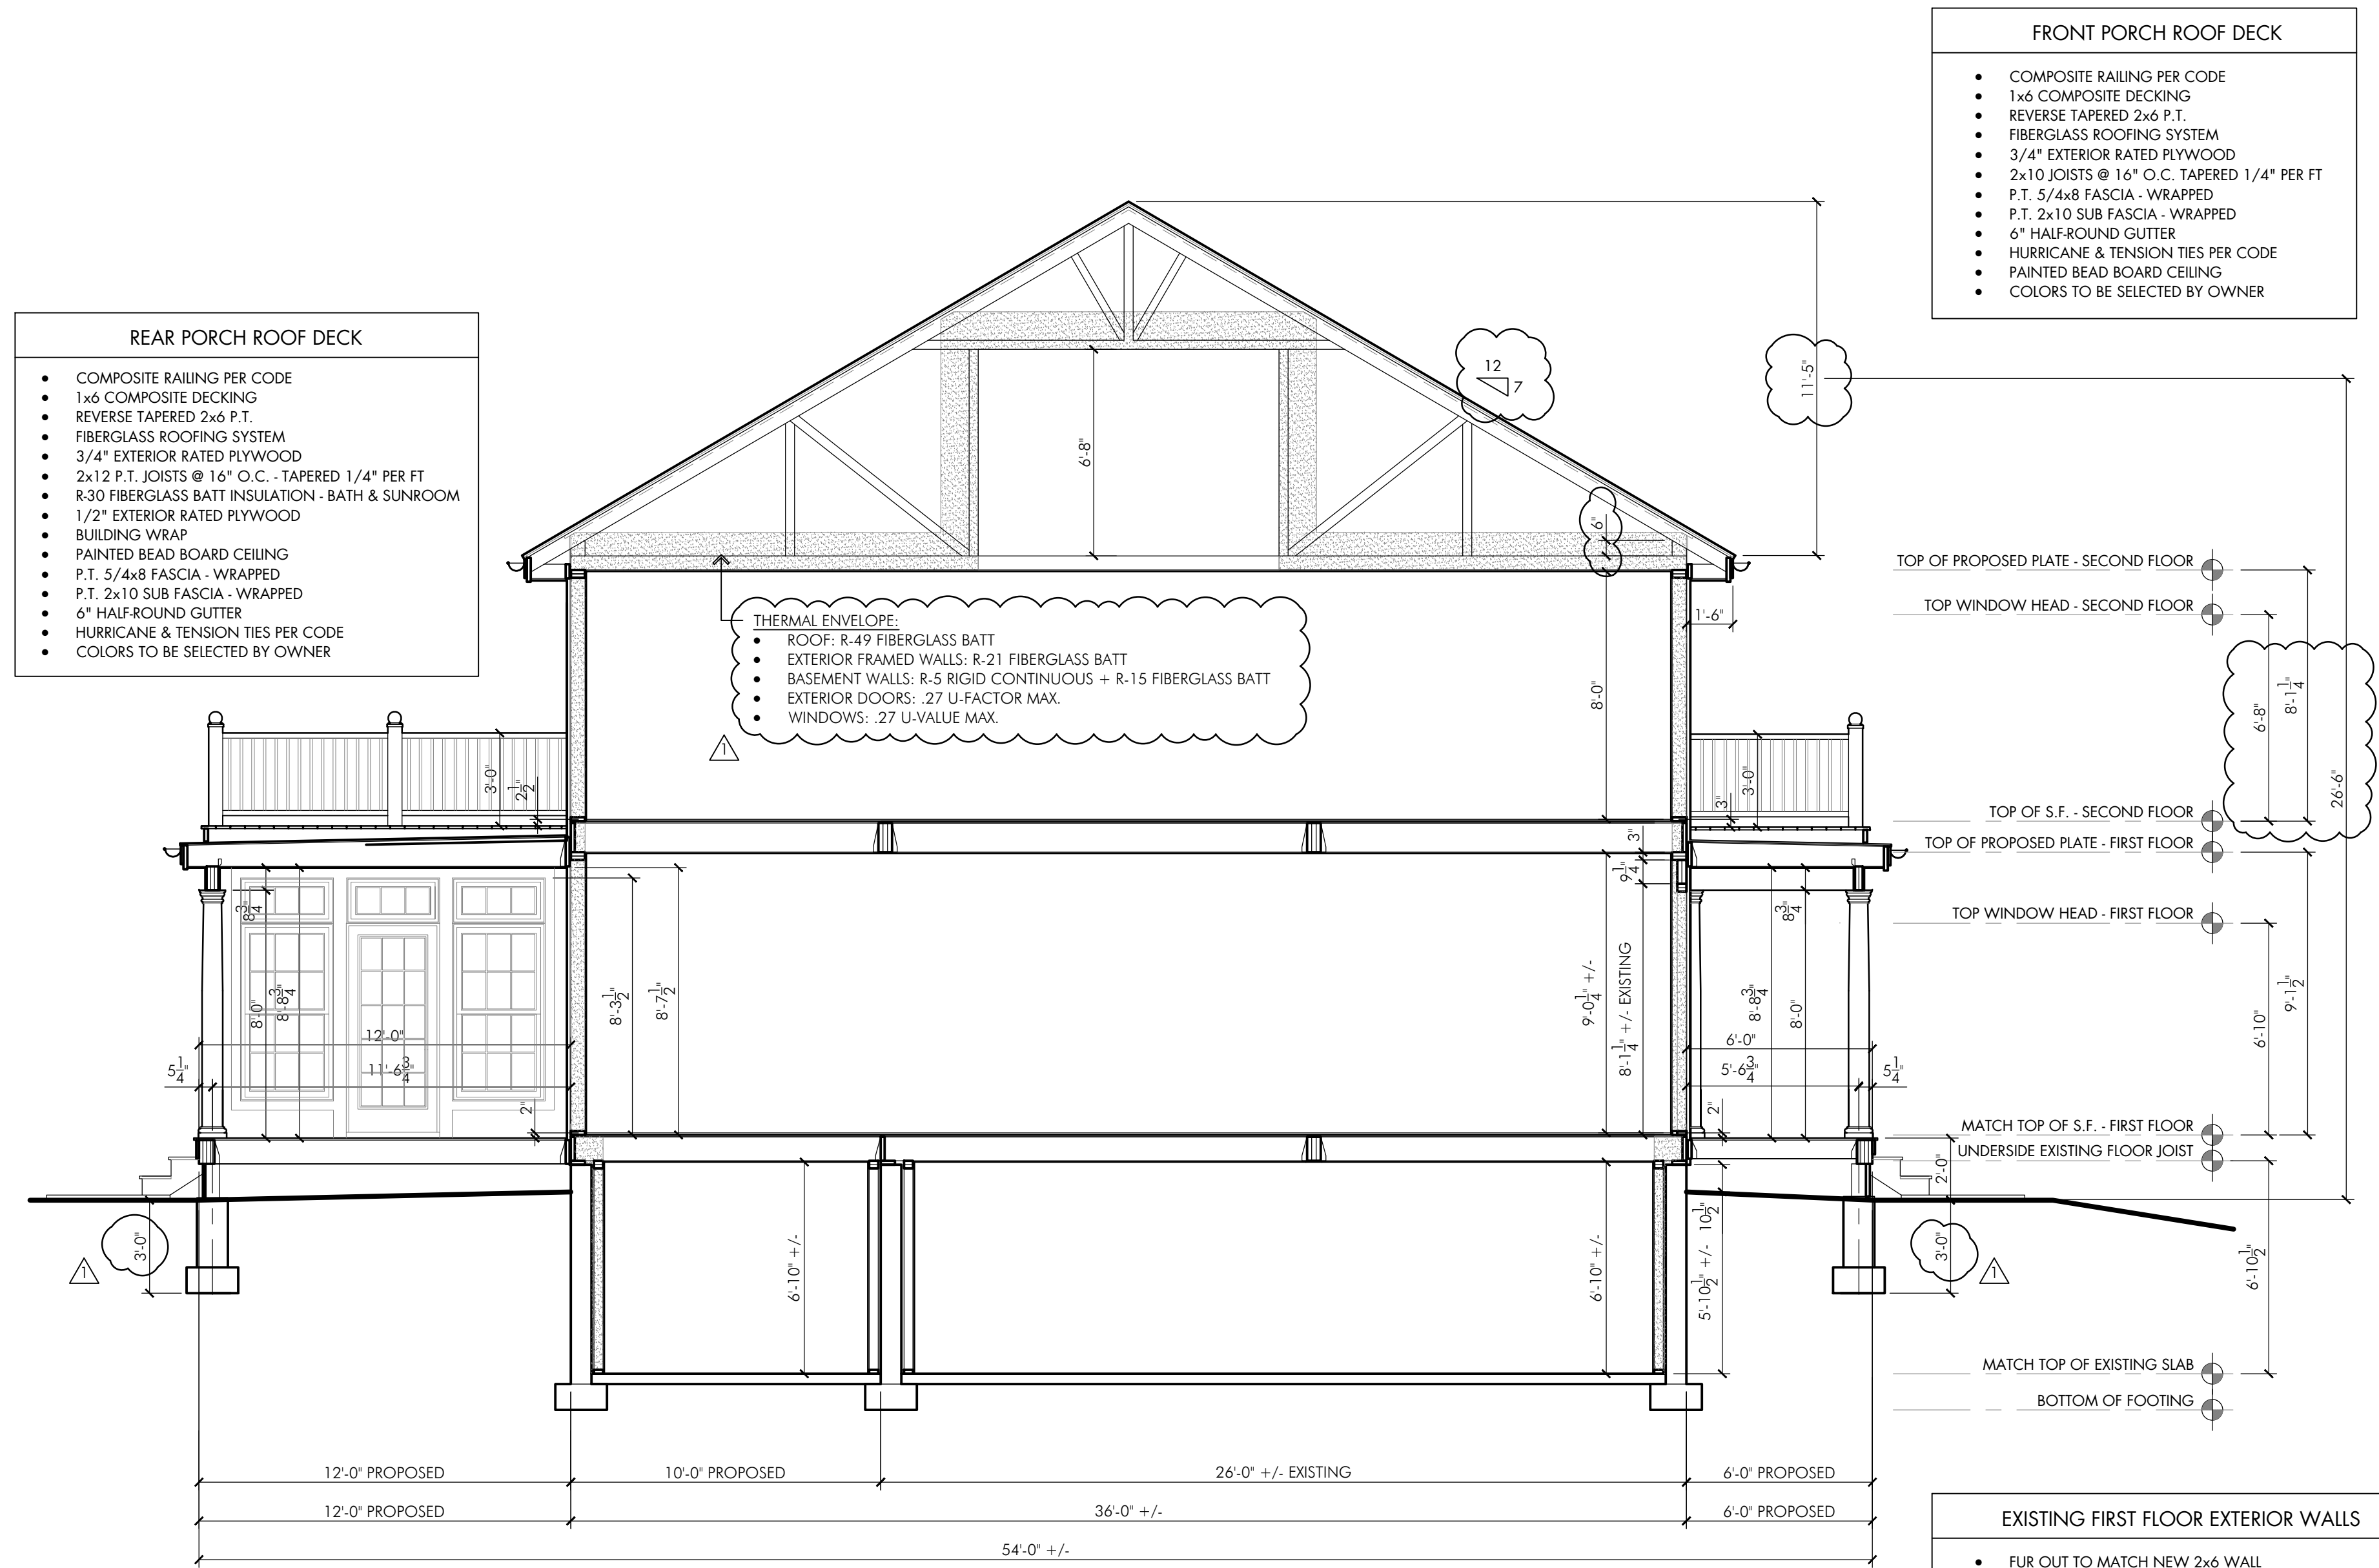 FRONT PORCH ROOF DECK
• COMPOSITE RAILING PER CODE
• 1x6 COMPOSITE DECKING
• REVERSE TAPERED 2x6 P.T.
• FIBERGLASS ROOFING SYSTEM
• 3/4" EXTERIOR RATED PLYWOOD
• 2x10 JOISTS @ 16" O.C. TAPERED 1/4" PER FT
• P.T. 5/4x8 FASCIA - WRAPPED
• P.T. 2x10 SUB FASCIA - WRAPPED
• 6" HALF-ROUND GUTTER
• HURRICANE & TENSION TIES PER CODE
• PAINTED BEAD BOARD CEILING
• COLORS TO BE SELECTED BY OWNER
REAR PORCH ROOF DECK
• COMPOSITE RAILING PER CODE
• 1x6 COMPOSITE DECKING
• REVERSE TAPERED 2x6 P.T.
• FIBERGLASS ROOFING SYSTEM
• 3/4" EXTERIOR RATED PLYWOOD
• 2x12 P.T. JOISTS @ 16" O.C. - TAPERED 1/4" PER FT
• R-30 FIBERGLASS BATT INSULATION - BATH & SUNROOM
• 1/2" EXTERIOR RATED PLYWOOD
• BUILDING WRAP
• PAINTED BEAD BOARD CEILING
• P.T. 5/4x8 FASCIA - WRAPPED
• P.T. 2x10 SUB FASCIA - WRAPPED
• 6" HALF-ROUND GUTTER
• HURRICANE & TENSION TIES PER CODE
• COLORS TO BE SELECTED BY OWNER
12
7
11'-5"
6'-8"
6"
THERMAL ENVELOPE:
• ROOF: R-49 FIBERGLASS BATT
• EXTERIOR FRAMED WALLS: R-21 FIBERGLASS BATT
• BASEMENT WALLS: R-5 RIGID CONTINUOUS + R-15 FIBERGLASS BATT
• EXTERIOR DOORS: .27 U-FACTOR MAX.
• WINDOWS: .27 U-VALUE MAX.
1
8'-0"
1'-6"
TOP OF PROPOSED PLATE - SECOND FLOOR
TOP WINDOW HEAD - SECOND FLOOR
6'-8"
8'-1 1/4"
26'-6"
TOP OF S.F. - SECOND FLOOR
TOP OF PROPOSED PLATE - FIRST FLOOR
TOP WINDOW HEAD - FIRST FLOOR
6'-10"
9'-1 1/2"
MATCH TOP OF S.F. - FIRST FLOOR
UNDERSIDE EXISTING FLOOR JOIST
6'-10 1/2"
MATCH TOP OF EXISTING SLAB
BOTTOM OF FOOTING
3'-0"
2 1/2"
3"
3'-0"
3"
9 1/4"
8 3/4"
8'-0"
8'-8 3/4"
12'-0"
11'-6 3/4"
5 1/4"
2"
8'-3 1/2"
8'-7 1/2"
9'-0 1/4" +/-
8'-1 1/4" +/- EXISTING
8 3/4"
8'-8 3/4"
8'-0"
6'-0"
5'-6 3/4"
5 1/4"
2"
2'-0"
10 1/2"
5'-10 1/2" +/-
3'-0"
1
3'-0"
1
6'-10" +/-
6'-10" +/-
12'-0" PROPOSED
10'-0" PROPOSED
26'-0" +/- EXISTING
6'-0" PROPOSED
12'-0" PROPOSED
36'-0" +/-
6'-0" PROPOSED
54'-0" +/-
EXISTING FIRST FLOOR EXTERIOR WALLS
• FUR OUT TO MATCH NEW 2x6 WALL